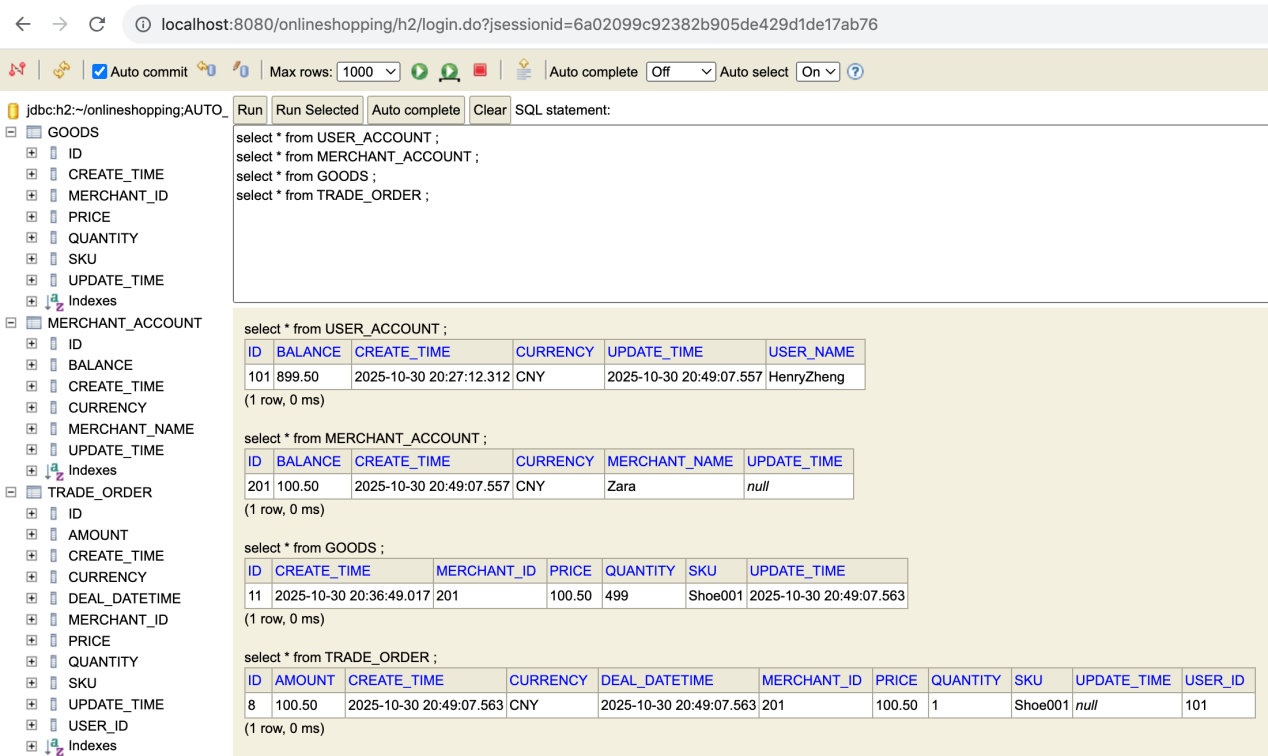 localhost:8080/onlineshopping/h2/login.do?jsessionid=6a02099c92382b905de429d1de17ab76
Auto commit Max rows: 1000 Auto complete Off Auto select On
jdbc:h2:~/onlineshopping;AUTO_
Run Run Selected Auto complete Clear SQL statement:
GOODS
ID
CREATE_TIME
MERCHANT_ID
PRICE
QUANTITY
SKU
UPDATE_TIME
Indexes
MERCHANT_ACCOUNT
ID
BALANCE
CREATE_TIME
CURRENCY
MERCHANT_NAME
UPDATE_TIME
Indexes
TRADE_ORDER
ID
AMOUNT
CREATE_TIME
CURRENCY
DEAL_DATETIME
MERCHANT_ID
PRICE
QUANTITY
SKU
UPDATE_TIME
USER_ID
Indexes
select * from USER_ACCOUNT ;
select * from MERCHANT_ACCOUNT ;
select * from GOODS ;
select * from TRADE_ORDER ;
select * from USER_ACCOUNT ;
ID BALANCE CREATE_TIME CURRENCY UPDATE_TIME USER_NAME
101 899.50 2025-10-30 20:27:12.312 CNY 2025-10-30 20:49:07.557 HenryZheng
(1 row, 0 ms)
select * from MERCHANT_ACCOUNT ;
ID BALANCE CREATE_TIME CURRENCY MERCHANT_NAME UPDATE_TIME
201 100.50 2025-10-30 20:49:07.557 CNY Zara null
(1 row, 0 ms)
select * from GOODS ;
ID CREATE_TIME MERCHANT_ID PRICE QUANTITY SKU UPDATE_TIME
11 2025-10-30 20:36:49.017 201 100.50 499 Shoe001 2025-10-30 20:49:07.563
(1 row, 0 ms)
select * from TRADE_ORDER ;
ID AMOUNT CREATE_TIME CURRENCY DEAL_DATETIME MERCHANT_ID PRICE QUANTITY SKU UPDATE_TIME USER_ID
8 100.50 2025-10-30 20:49:07.563 CNY 2025-10-30 20:49:07.563 201 100.50 1 Shoe001 null 101
(1 row, 0 ms)